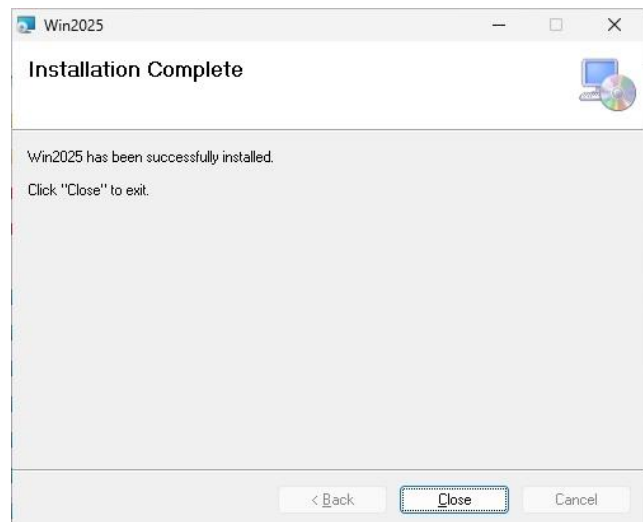 Win2025
Installation Complete
Win2025 has been successfully installed.
Click "Close" to exit.
< Back
Close
Cancel